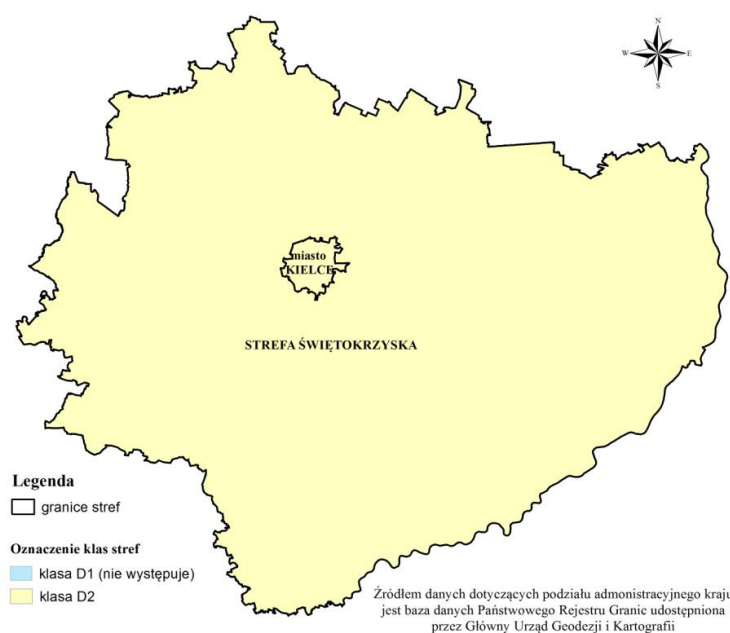 N
W E
S
miasto
KIELCE
STREFA ŚWIĘTOKRZYSKA
Legenda
granice stref
Oznaczenie klas stref
klasa D1 (nie występuje)
klasa D2
Źródłem danych dotyczących podziału admonistracyjnego kraju
jest baza danych Państwowego Rejestru Granic udostępniona
przez Główny Urząd Geodezji i Kartografii